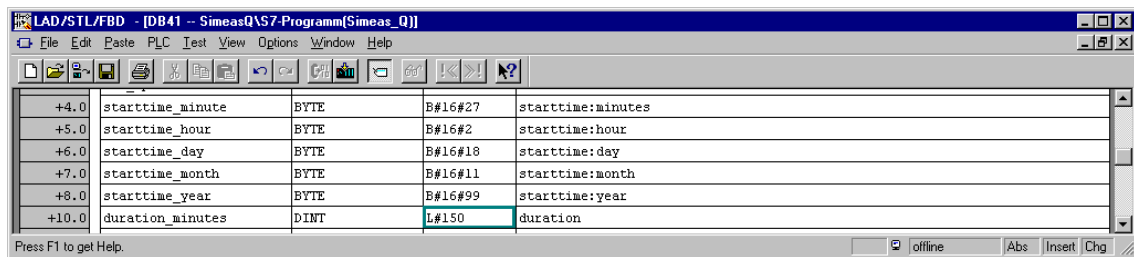 LAD/STL/FBD - [DB41 -- SimeasQ\S7-Programm(Simeas_Q)]
File Edit Paste PLC Test View Options Window Help
+4.0 starttime_minute BYTE B#16#27 starttime:minutes
+5.0 starttime_hour BYTE B#16#2 starttime:hour
+6.0 starttime_day BYTE B#16#18 starttime:day
+7.0 starttime_month BYTE B#16#11 starttime:month
+8.0 starttime_year BYTE B#16#99 starttime:year
+10.0 duration_minutes DINT L#150 duration
Press F1 to get Help. offline Abs Insert Chg